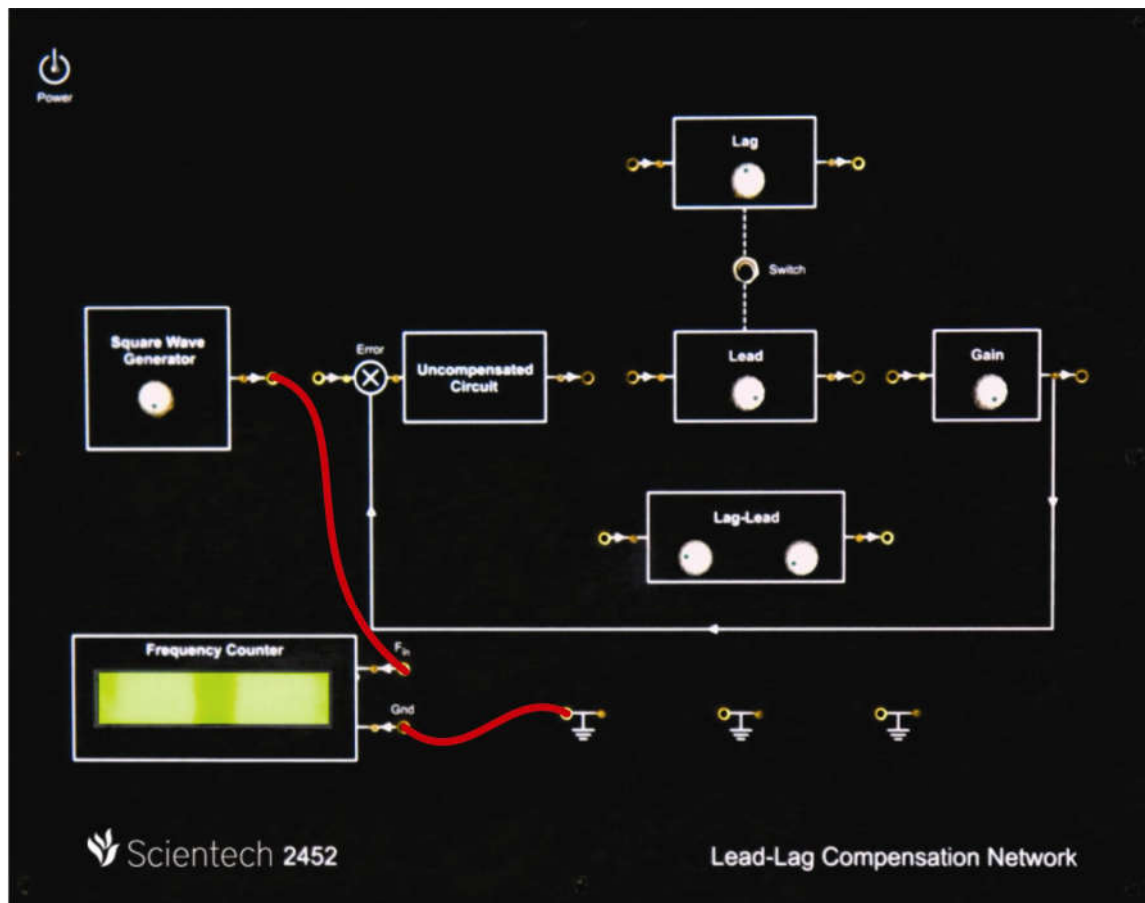 Power
Lag
Switch
Square Wave
Generator
Error
Uncompensated
Circuit
Lead
Gain
Lag-Lead
Frequency Counter
Fin
Gnd
Scientech 2452
Lead-Lag Compensation Network